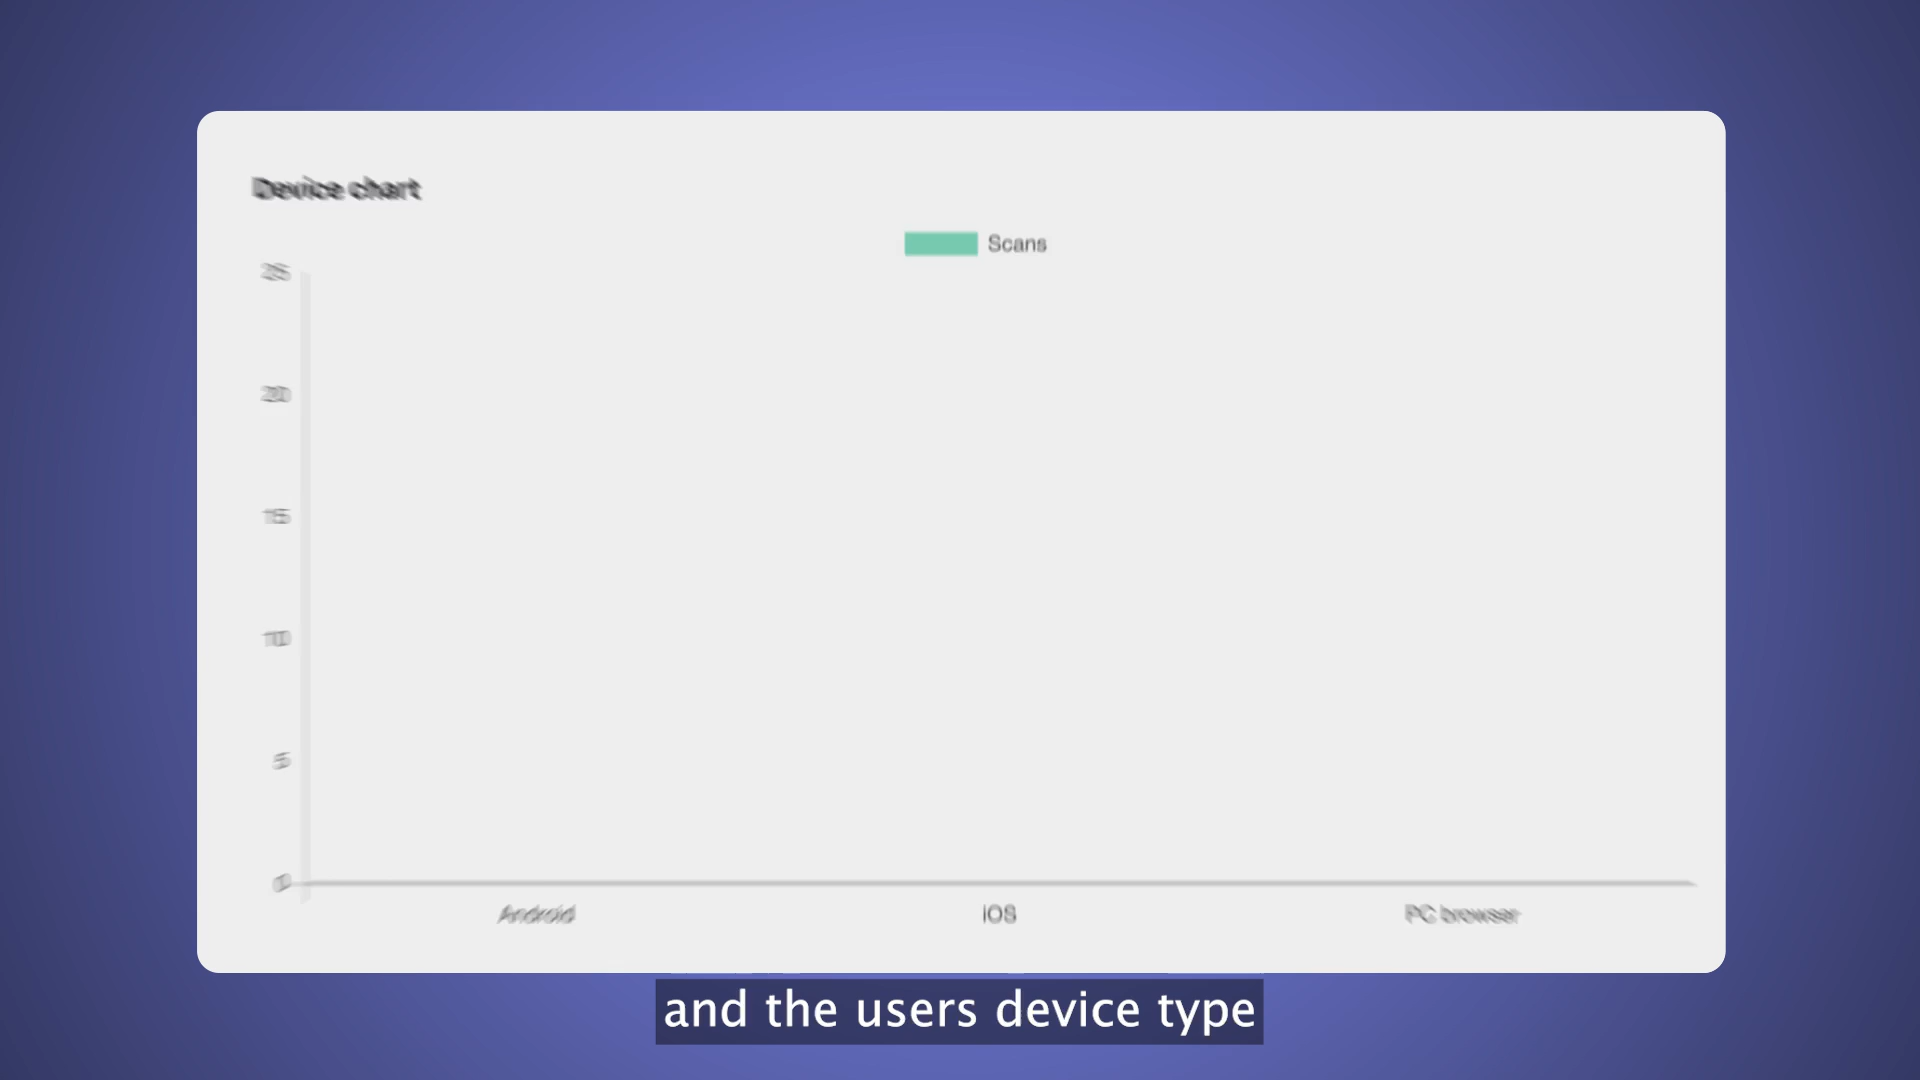 Device chart
Scans
25
20
15
10
5
0
Android
iOS
PC browser
and the users device type